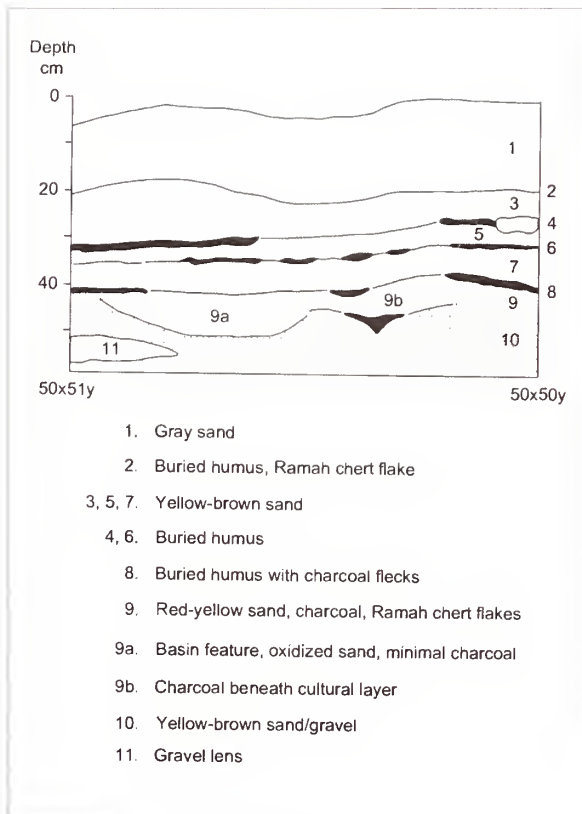 Depth
cm
0
1
20
2
3
4
5
6
7
40
8
9
9a
9b
10
11
50x51y
50x50y
1. Gray sand
2. Buried humus, Ramah chert flake
3, 5, 7. Yellow-brown sand
4, 6. Buried humus
8. Buried humus with charcoal flecks
9. Red-yellow sand, charcoal, Ramah chert flakes
9a. Basin feature, oxidized sand, minimal charcoal
9b. Charcoal beneath cultural layer
10. Yellow-brown sand/gravel
11. Gravel lens